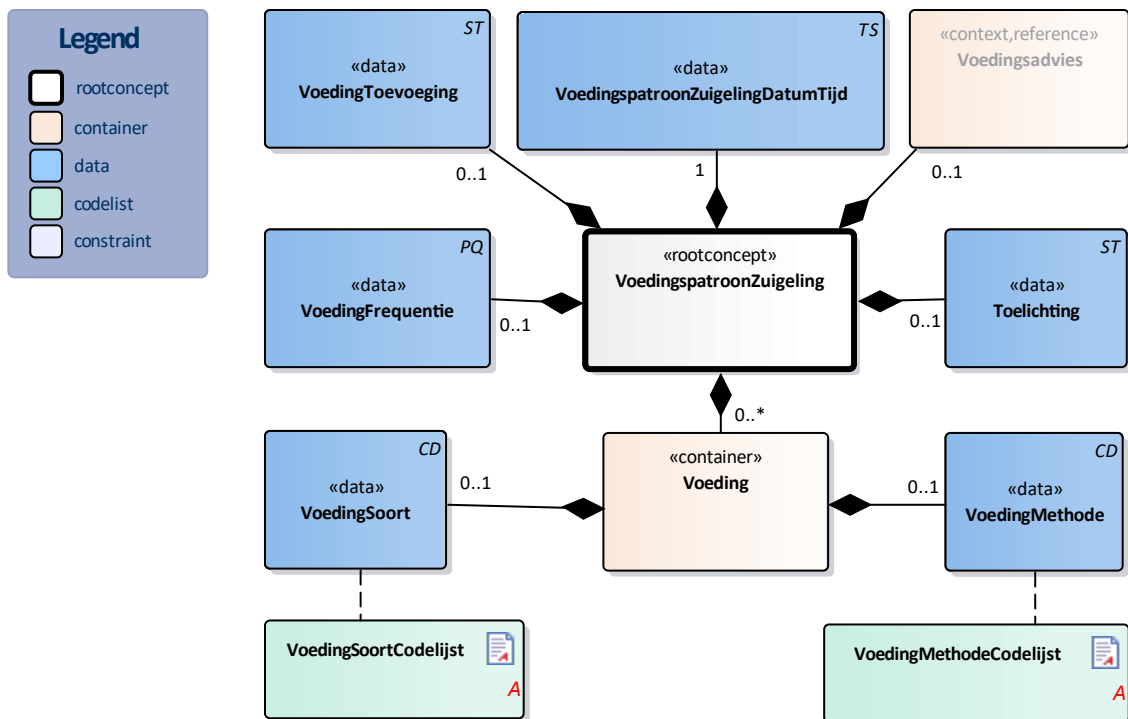 Legend
rootconcept
container
data
codelist
constraint
ST
«data»
VoedingToevoeging
TS
«data»
VoedingspatroonZuigelingDatumTijd
«context,reference»
Voedingsadvies
0..1
1
0..1
PQ
«data»
VoedingFrequentie
0..1
«rootconcept»
VoedingspatroonZuigeling
ST
«data»
Toelichting
0..1
0..*
CD
«data»
VoedingSoort
0..1
«container»
Voeding
0..1
CD
«data»
VoedingMethode
VoedingSoortCodelijst
A
VoedingMethodeCodelijst
A